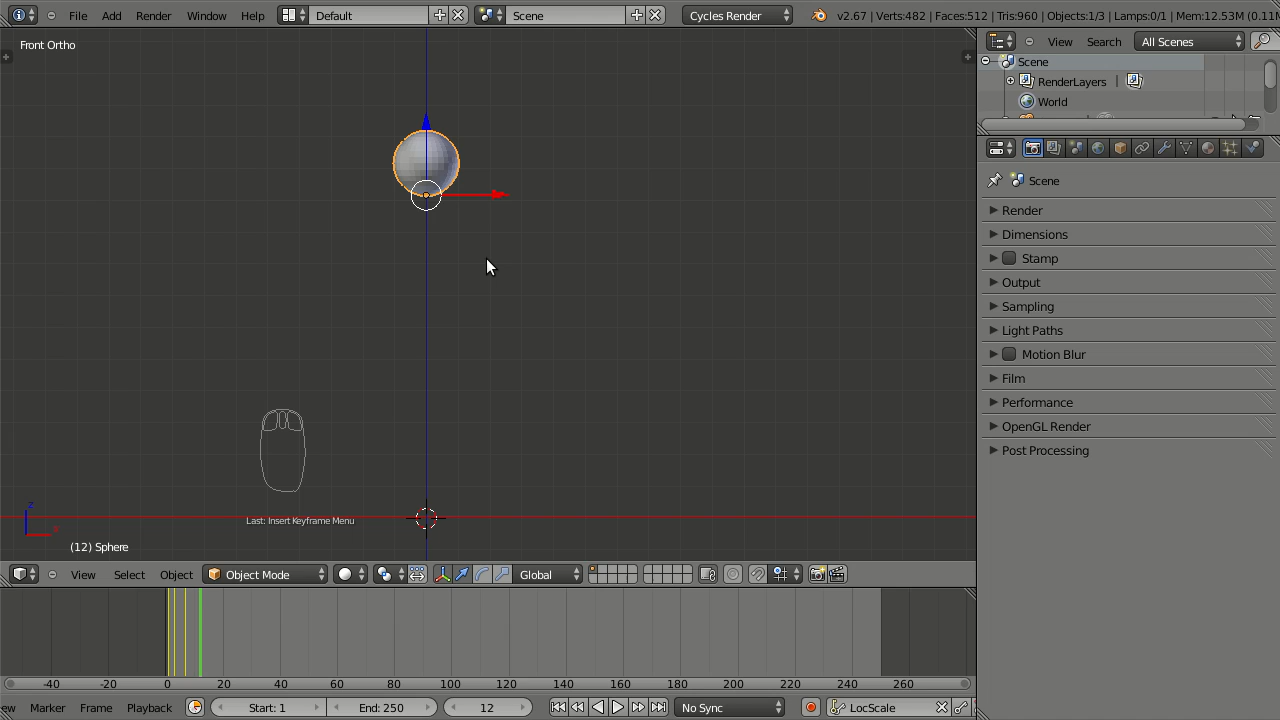 File Add Render Window Help Default Scene Cycles Render v2.67 | Verts:482 | Faces:512 | Tris:960 | Objects:1/3 | Lamps:0/1 | Mem:12.53M (0.11M
Front Ortho
View Search All Scenes
Scene
RenderLayers
World
Scene
Render
Dimensions
Stamp
Output
Sampling
Light Paths
Motion Blur
Film
Performance
OpenGL Render
Post Processing
z
x
Last: Insert Keyframe Menu
(12) Sphere
View Select Object Object Mode Global
-40 -20 0 20 40 60 80 100 120 140 160 180 200 220 240 260
ew Marker Frame Playback Start: 1 End: 250 12 No Sync LocScale